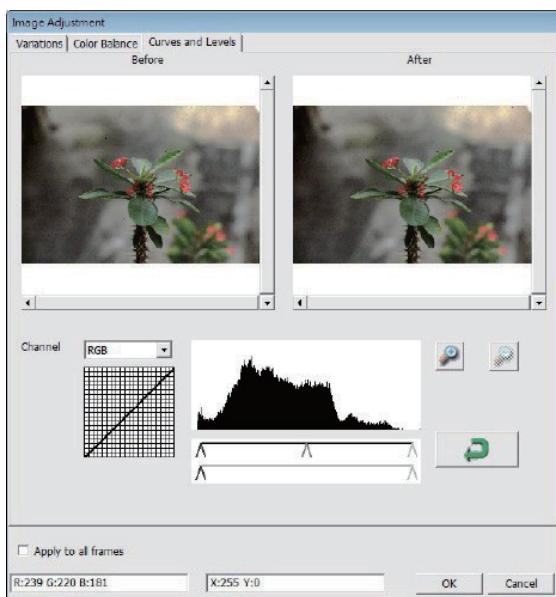 Image Adjustment
Variations Color Balance Curves and Levels
Before After
Channel RGB
Apply to all frames
R:239 G:220 B:181 X:255 Y:0 OK Cancel